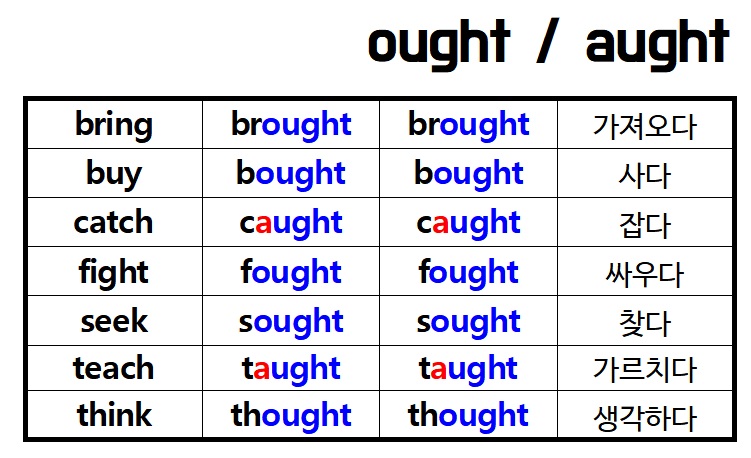 ought / aught
bring brought brought 가져오다
buy bought bought 사다
catch caught caught 잡다
fight fought fought 싸우다
seek sought sought 찾다
teach taught taught 가르치다
think thought thought 생각하다